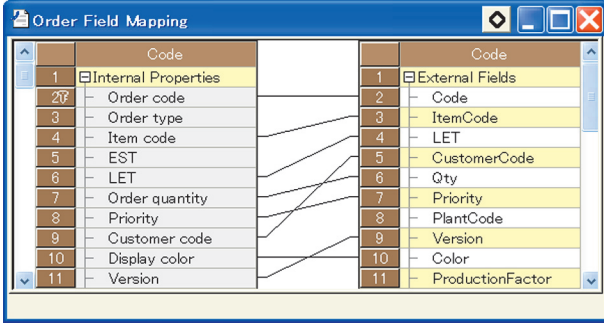 Order Field Mapping
Code Code
1 Internal Properties 1 External Fields
2 Order code 2 Code
3 Order type 3 ItemCode
4 Item code 4 LET
5 EST 5 CustomerCode
6 LET 6 Qty
7 Order quantity 7 Priority
8 Priority 8 PlantCode
9 Customer code 9 Version
10 Display color 10 Color
11 Version 11 ProductionFactor